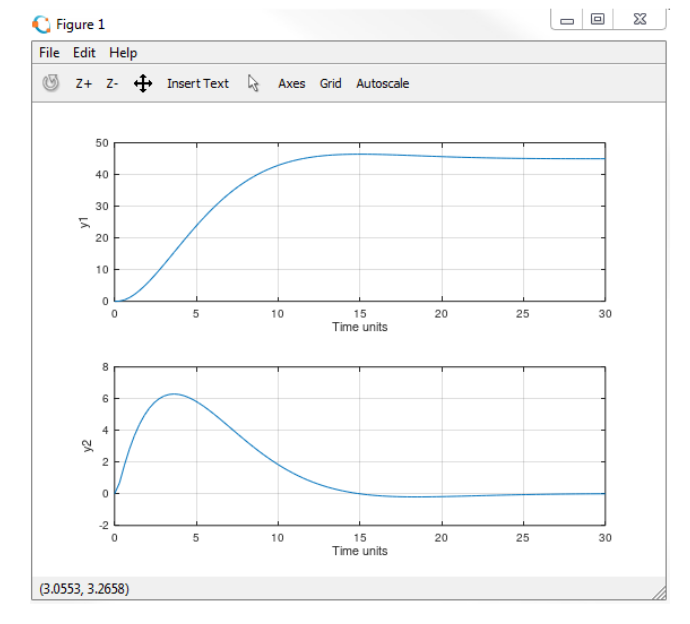 Figure 1
File Edit Help
Z+ Z- Insert Text Axes Grid Autoscale
50
40
30
20
10
0
y1
0 5 10 15 20 25 30
Time units
8
6
4
2
0
-2
y2
0 5 10 15 20 25 30
Time units
(3.0553, 3.2658)